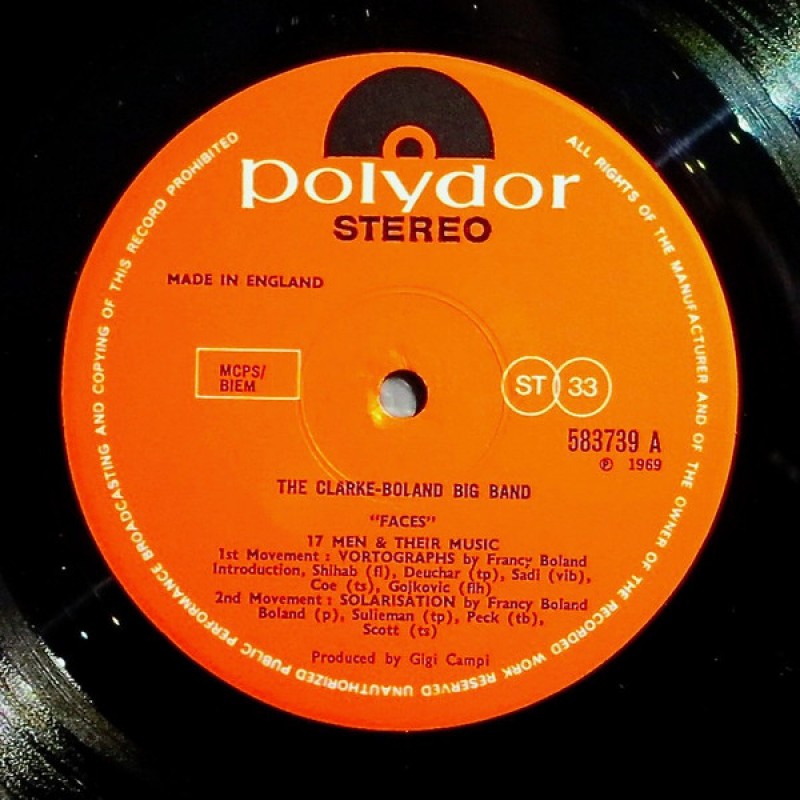 polydor
STEREO
MADE IN ENGLAND
MCPS/
BIEM
ST 33
583739 A
℗ 1969
THE CLARKE-BOLAND BIG BAND
"FACES"
17 MEN & THEIR MUSIC
1st Movement : VORTOGRAPHS by Francy Boland
Introduction, Shihab (fl), Deuchar (tp), Sadi (vib),
Coe (ts), Gojkovic (flh)
2nd Movement : SOLARISATION by Francy Boland
Boland (p), Sulieman (tp), Peck (tb),
Scott (ts)
Produced by Gigi Campi
ALL RIGHTS OF THE MANUFACTURER AND OF THE OWNER OF THE RECORDED WORK RESERVED UNAUTHORIZED PUBLIC PERFORMANCE BROADCASTING AND COPYING OF THIS RECORD PROHIBITED